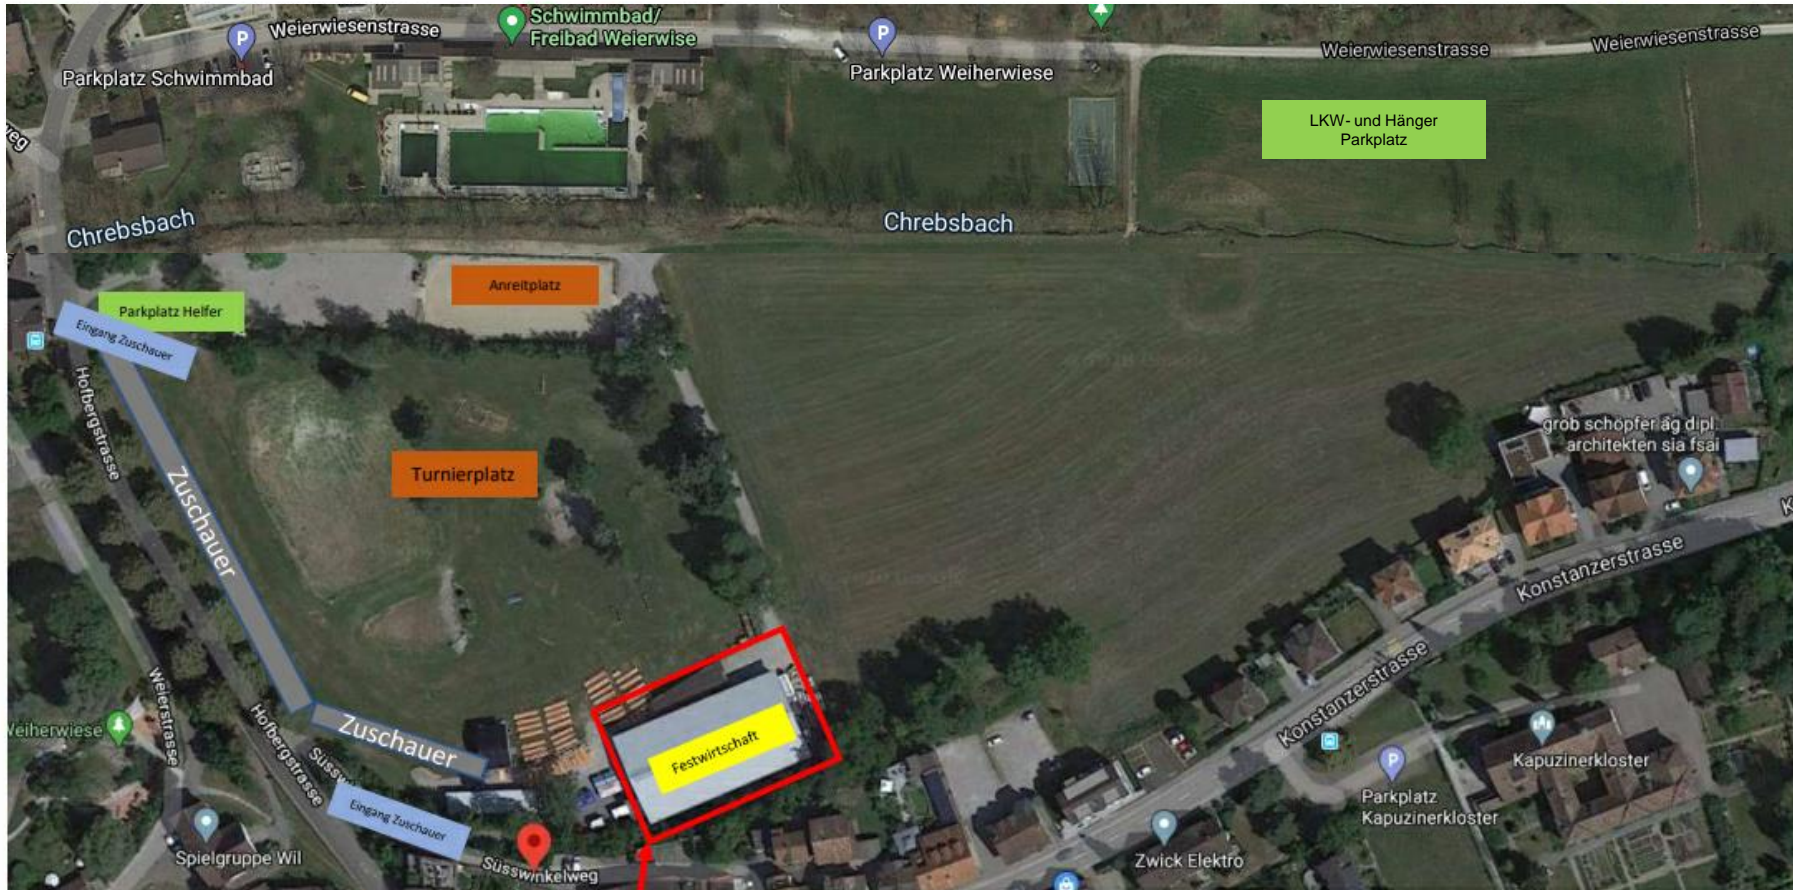 Schwimmbad/
Freibad Weierwise
P
Weierwiesenstrasse
P
Weierwiesenstrasse
Weierwiesenstrasse
Parkplatz Schwimmbad
Parkplatz Weiherwiese
LKW- und Hänger
Parkplatz
weg
Chrebsbach
Chrebsbach
Anreitplatz
Parkplatz Helfer
Eingang Zuschauer
Hofbergstrasse
Zuschauer
Turnierplatz
grob schöpfer ag dipl.
architekten sia fsai
K
Konstanzerstrasse
Konstanzerstrasse
Weierstrasse
Weiherwiese
Hofbergstrasse
Süssw
Zuschauer
Festwirtschaft
Kapuzinerkloster
P
Parkplatz
Kapuzinerkloster
Eingang Zuschauer
Spielgruppe Wil
Süsswinkelweg
Zwick Elektro